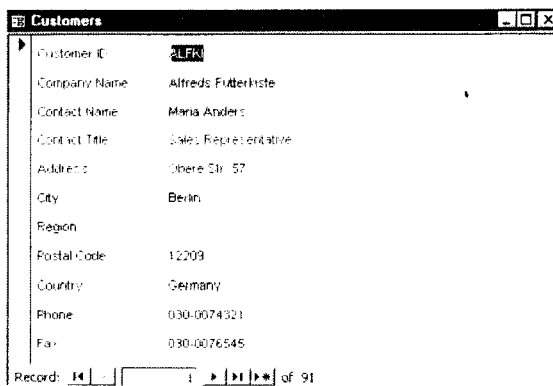 Customers
Customer ID ALFKI
Company Name Alfreds Futterkiste
Contact Name Maria Anders
Contact Title Sales Representative
Address Obere Str. 57
City Berlin
Region
Postal Code 12209
Country Germany
Phone 030-0074321
Fax 030-0076545
Record: 1 of 91